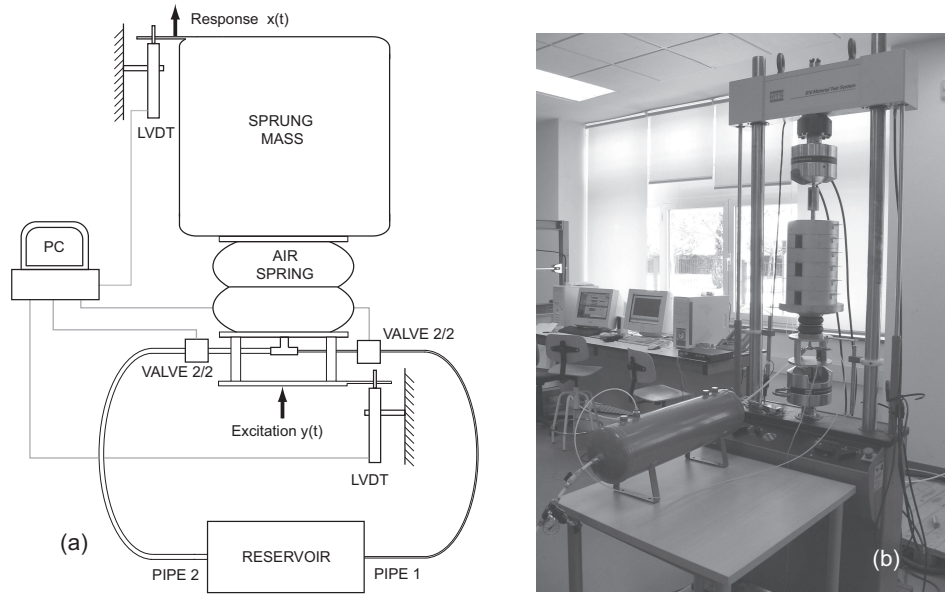 Response x(t)
LVDT
SPRUNG
MASS
PC
AIR
SPRING
VALVE 2/2
VALVE 2/2
Excitation y(t)
LVDT
(a)
RESERVOIR
PIPE 2
PIPE 1
MTS
(b)